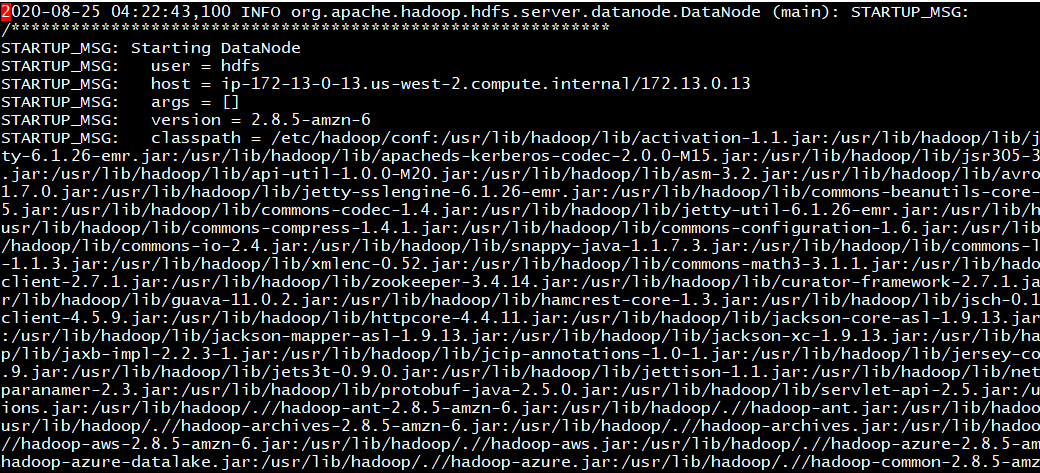 2020-08-25 04:22:43,100 INFO org.apache.hadoop.hdfs.server.datanode.DataNode (main): STARTUP_MSG:
/************************************************************
STARTUP_MSG: Starting DataNode
STARTUP_MSG:   user = hdfs
STARTUP_MSG:   host = ip-172-13-0-13.us-west-2.compute.internal/172.13.0.13
STARTUP_MSG:   args = []
STARTUP_MSG:   version = 2.8.5-amzn-6
STARTUP_MSG:   classpath = /etc/hadoop/conf:/usr/lib/hadoop/lib/activation-1.1.jar:/usr/lib/hadoop/lib/j
ty-6.1.26-emr.jar:/usr/lib/hadoop/lib/apacheds-kerberos-codec-2.0.0-M15.jar:/usr/lib/hadoop/lib/jsr305-3
.jar:/usr/lib/hadoop/lib/api-util-1.0.0-M20.jar:/usr/lib/hadoop/lib/asm-3.2.jar:/usr/lib/hadoop/lib/avro
1.7.0.jar:/usr/lib/hadoop/lib/jetty-sslengine-6.1.26-emr.jar:/usr/lib/hadoop/lib/commons-beanutils-core-
5.jar:/usr/lib/hadoop/lib/commons-codec-1.4.jar:/usr/lib/hadoop/lib/jetty-util-6.1.26-emr.jar:/usr/lib/h
usr/lib/hadoop/lib/commons-compress-1.4.1.jar:/usr/lib/hadoop/lib/commons-configuration-1.6.jar:/usr/lib
/hadoop/lib/commons-io-2.4.jar:/usr/lib/hadoop/lib/snappy-java-1.1.7.3.jar:/usr/lib/hadoop/lib/commons-l
-1.1.3.jar:/usr/lib/hadoop/lib/xmlenc-0.52.jar:/usr/lib/hadoop/lib/commons-math3-3.1.1.jar:/usr/lib/hado
client-2.7.1.jar:/usr/lib/hadoop/lib/zookeeper-3.4.14.jar:/usr/lib/hadoop/lib/curator-framework-2.7.1.ja
r/lib/hadoop/lib/guava-11.0.2.jar:/usr/lib/hadoop/lib/hamcrest-core-1.3.jar:/usr/lib/hadoop/lib/jsch-0.1
client-4.5.9.jar:/usr/lib/hadoop/lib/httpcore-4.4.11.jar:/usr/lib/hadoop/lib/jackson-core-asl-1.9.13.jar
:/usr/lib/hadoop/lib/jackson-mapper-asl-1.9.13.jar:/usr/lib/hadoop/lib/jackson-xc-1.9.13.jar:/usr/lib/ha
p/lib/jaxb-impl-2.2.3-1.jar:/usr/lib/hadoop/lib/jcip-annotations-1.0-1.jar:/usr/lib/hadoop/lib/jersey-co
.9.jar:/usr/lib/hadoop/lib/jets3t-0.9.0.jar:/usr/lib/hadoop/lib/jettison-1.1.jar:/usr/lib/hadoop/lib/net
paranamer-2.3.jar:/usr/lib/hadoop/lib/protobuf-java-2.5.0.jar:/usr/lib/hadoop/lib/servlet-api-2.5.jar:/u
ions.jar:/usr/lib/hadoop/.//hadoop-ant-2.8.5-amzn-6.jar:/usr/lib/hadoop/.//hadoop-ant.jar:/usr/lib/hadoo
usr/lib/hadoop/.//hadoop-archives-2.8.5-amzn-6.jar:/usr/lib/hadoop/.//hadoop-archives.jar:/usr/lib/hadoo
//hadoop-aws-2.8.5-amzn-6.jar:/usr/lib/hadoop/.//hadoop-aws.jar:/usr/lib/hadoop/.//hadoop-azure-2.8.5-am
hadoop-azure-datalake.jar:/usr/lib/hadoop/.//hadoop-azure.jar:/usr/lib/hadoop/.//hadoop-common-2.8.5-amz